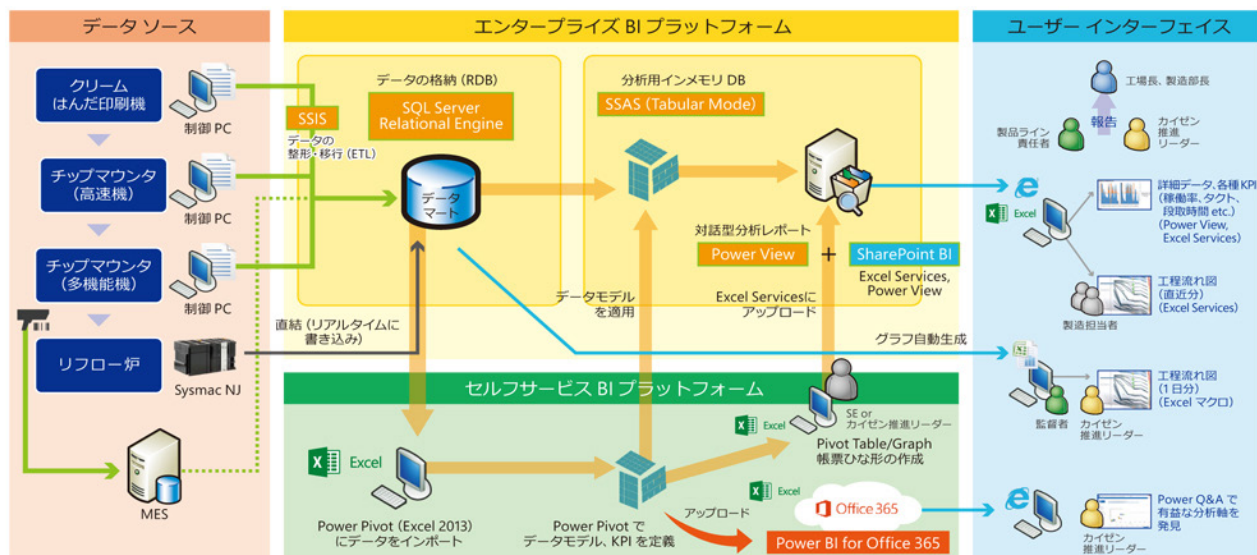 データ ソース
クリーム
はんだ印刷機
制御 PC
チップマウンタ
(高速機)
制御 PC
チップマウンタ
(多機能機)
制御 PC
リフロー炉
Sysmac NJ
MES
エンタープライズ BI プラットフォーム
データの格納 (RDB)
SQL Server
Relational Engine
SSIS
データの
整形・移行 (ETL)
データ
マート
分析用インメモリ DB
SSAS (Tabular Mode)
対話型分析レポート
Power View
+
SharePoint BI
Excel Services,
Power View
データモデル
を適用
Excel Servicesに
アップロード
直結 (リアルタイムに
書き込み)
グラフ自動生成
セルフサービス BI プラットフォーム
Excel
Power Pivot (Excel 2013)
にデータをインポート
Power Pivot で
データモデル、KPI を定義
Excel
SE or
カイゼン推進リーダー
Pivot Table/Graph
帳票ひな形の作成
アップロード
Excel
Office 365
Power BI for Office 365
ユーザー インターフェイス
工場長、製造部長
報告
製品ライン
責任者
カイゼン
推進
リーダー
Excel
詳細データ、各種KPI
(稼働率、タクト、
段取時間 etc.)
(Power View,
Excel Services)
工程流れ図
(直近分)
(Excel Services)
製造担当者
工程流れ図
(1 日分)
(Excel マクロ)
監督者
カイゼン
推進リーダー
Power Q&A で
有益な分析軸を
発見
カイゼン
推進リーダー